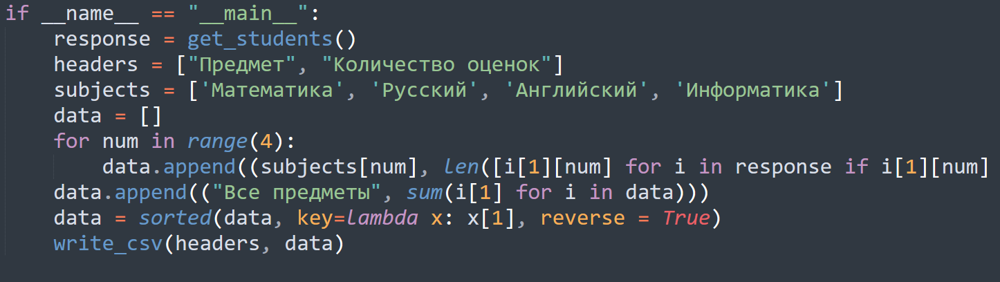 if __name__ == "__main__":
    response = get_students()
    headers = ["Предмет", "Количество оценок"]
    subjects = ['Математика', 'Русский', 'Английский', 'Информатика']
    data = []
    for num in range(4):
        data.append((subjects[num], len([i[1][num] for i in response if i[1][num]
    data.append(("Все предметы", sum(i[1] for i in data)))
    data = sorted(data, key=lambda x: x[1], reverse = True)
    write_csv(headers, data)